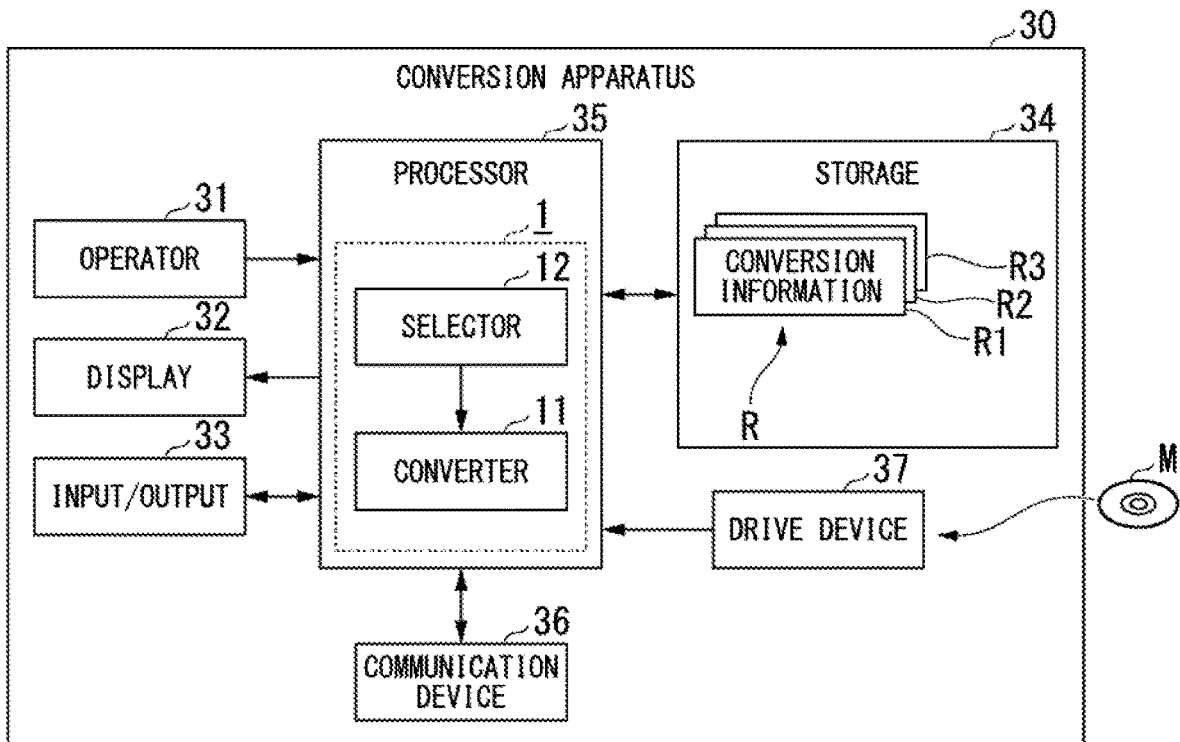 30
CONVERSION APPARATUS
35
PROCESSOR
34
STORAGE
31
OPERATOR
1
12
SELECTOR
CONVERSION
INFORMATION
R3
R2
R1
R
32
DISPLAY
11
CONVERTER
33
INPUT/OUTPUT
37
DRIVE DEVICE
M
36
COMMUNICATION
DEVICE